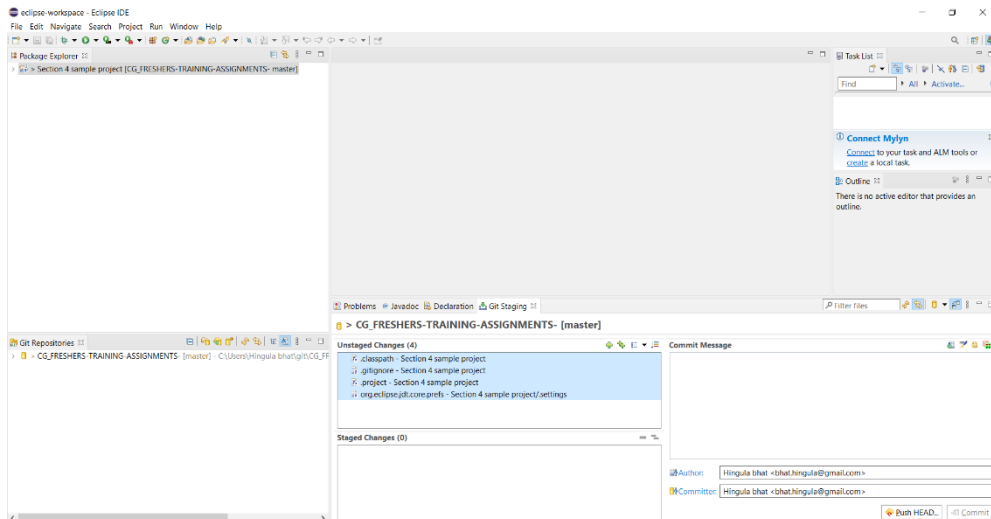 eclipse-workspace - Eclipse IDE
File Edit Navigate Search Project Run Window Help
Package Explorer
> Section 4 sample project [CG_FRESHERS-TRAINING-ASSIGNMENTS- master]
Task List
Find
All
Activate...
Connect Mylyn
Connect to your task and ALM tools or
create a local task.
Outline
There is no active editor that provides an
outline.
Git Repositories
> CG_FRESHERS-TRAINING-ASSIGNMENTS- [master] - C:\Users\Hingula bhat\git\CG_FR
Problems Javadoc Declaration Git Staging
Filter files
> CG_FRESHERS-TRAINING-ASSIGNMENTS- [master]
Unstaged Changes (4)
.classpath - Section 4 sample project
.gitignore - Section 4 sample project
.project - Section 4 sample project
org.eclipse.jdt.core.prefs - Section 4 sample project/.settings
Staged Changes (0)
Commit Message
Author: Hingula bhat <bhat.hingula@gmail.com>
Committer: Hingula bhat <bhat.hingula@gmail.com>
Push HEAD...
Commit